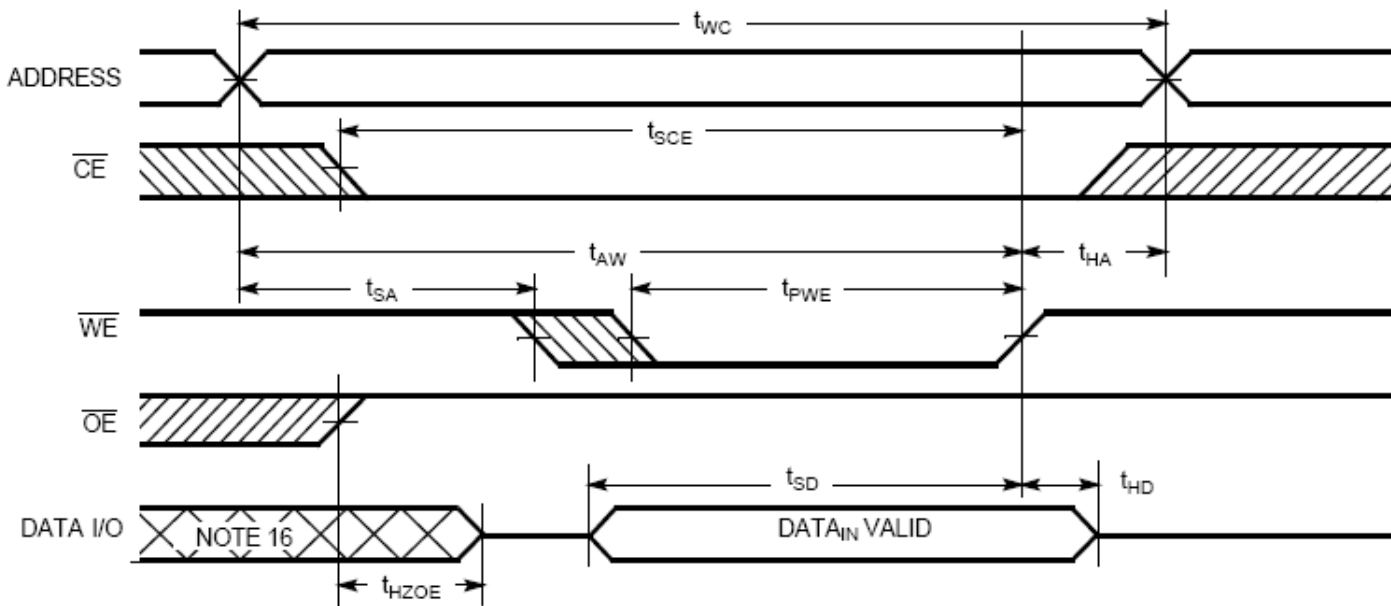 tWC
ADDRESS
tSCE
CE
tAW
tHA
tSA
tPWE
WE
OE
tSD
tHD
DATA I/O
NOTE 16
DATAIN VALID
tHZOE